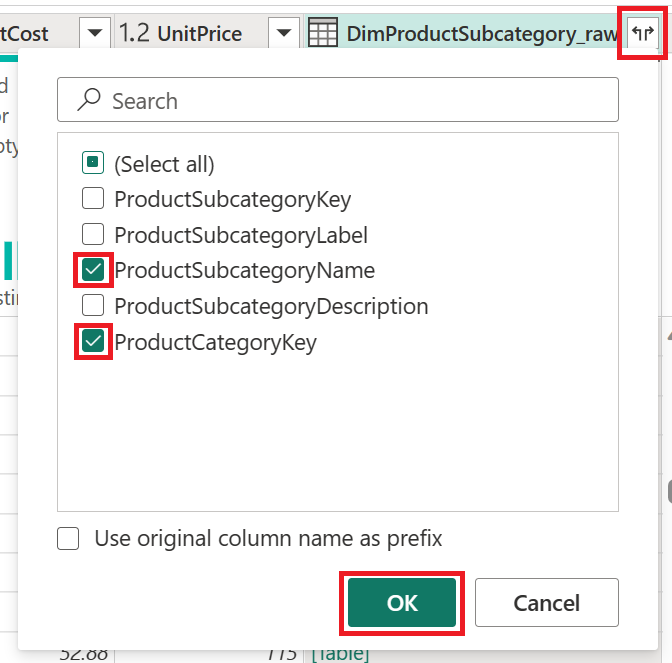 tCost 1.2 UnitPrice DimProductSubcategory_raw
d
or
pty
Search
(Select all)
ProductSubcategoryKey
ProductSubcategoryLabel
ProductSubcategoryName
ProductSubcategoryDescription
ProductCategoryKey
Use original column name as prefix
OK Cancel
52.88 115 [Table]